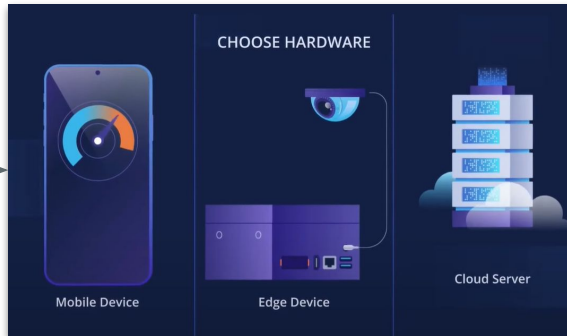 CHOOSE HARDWARE
Mobile Device
Edge Device
Cloud Server